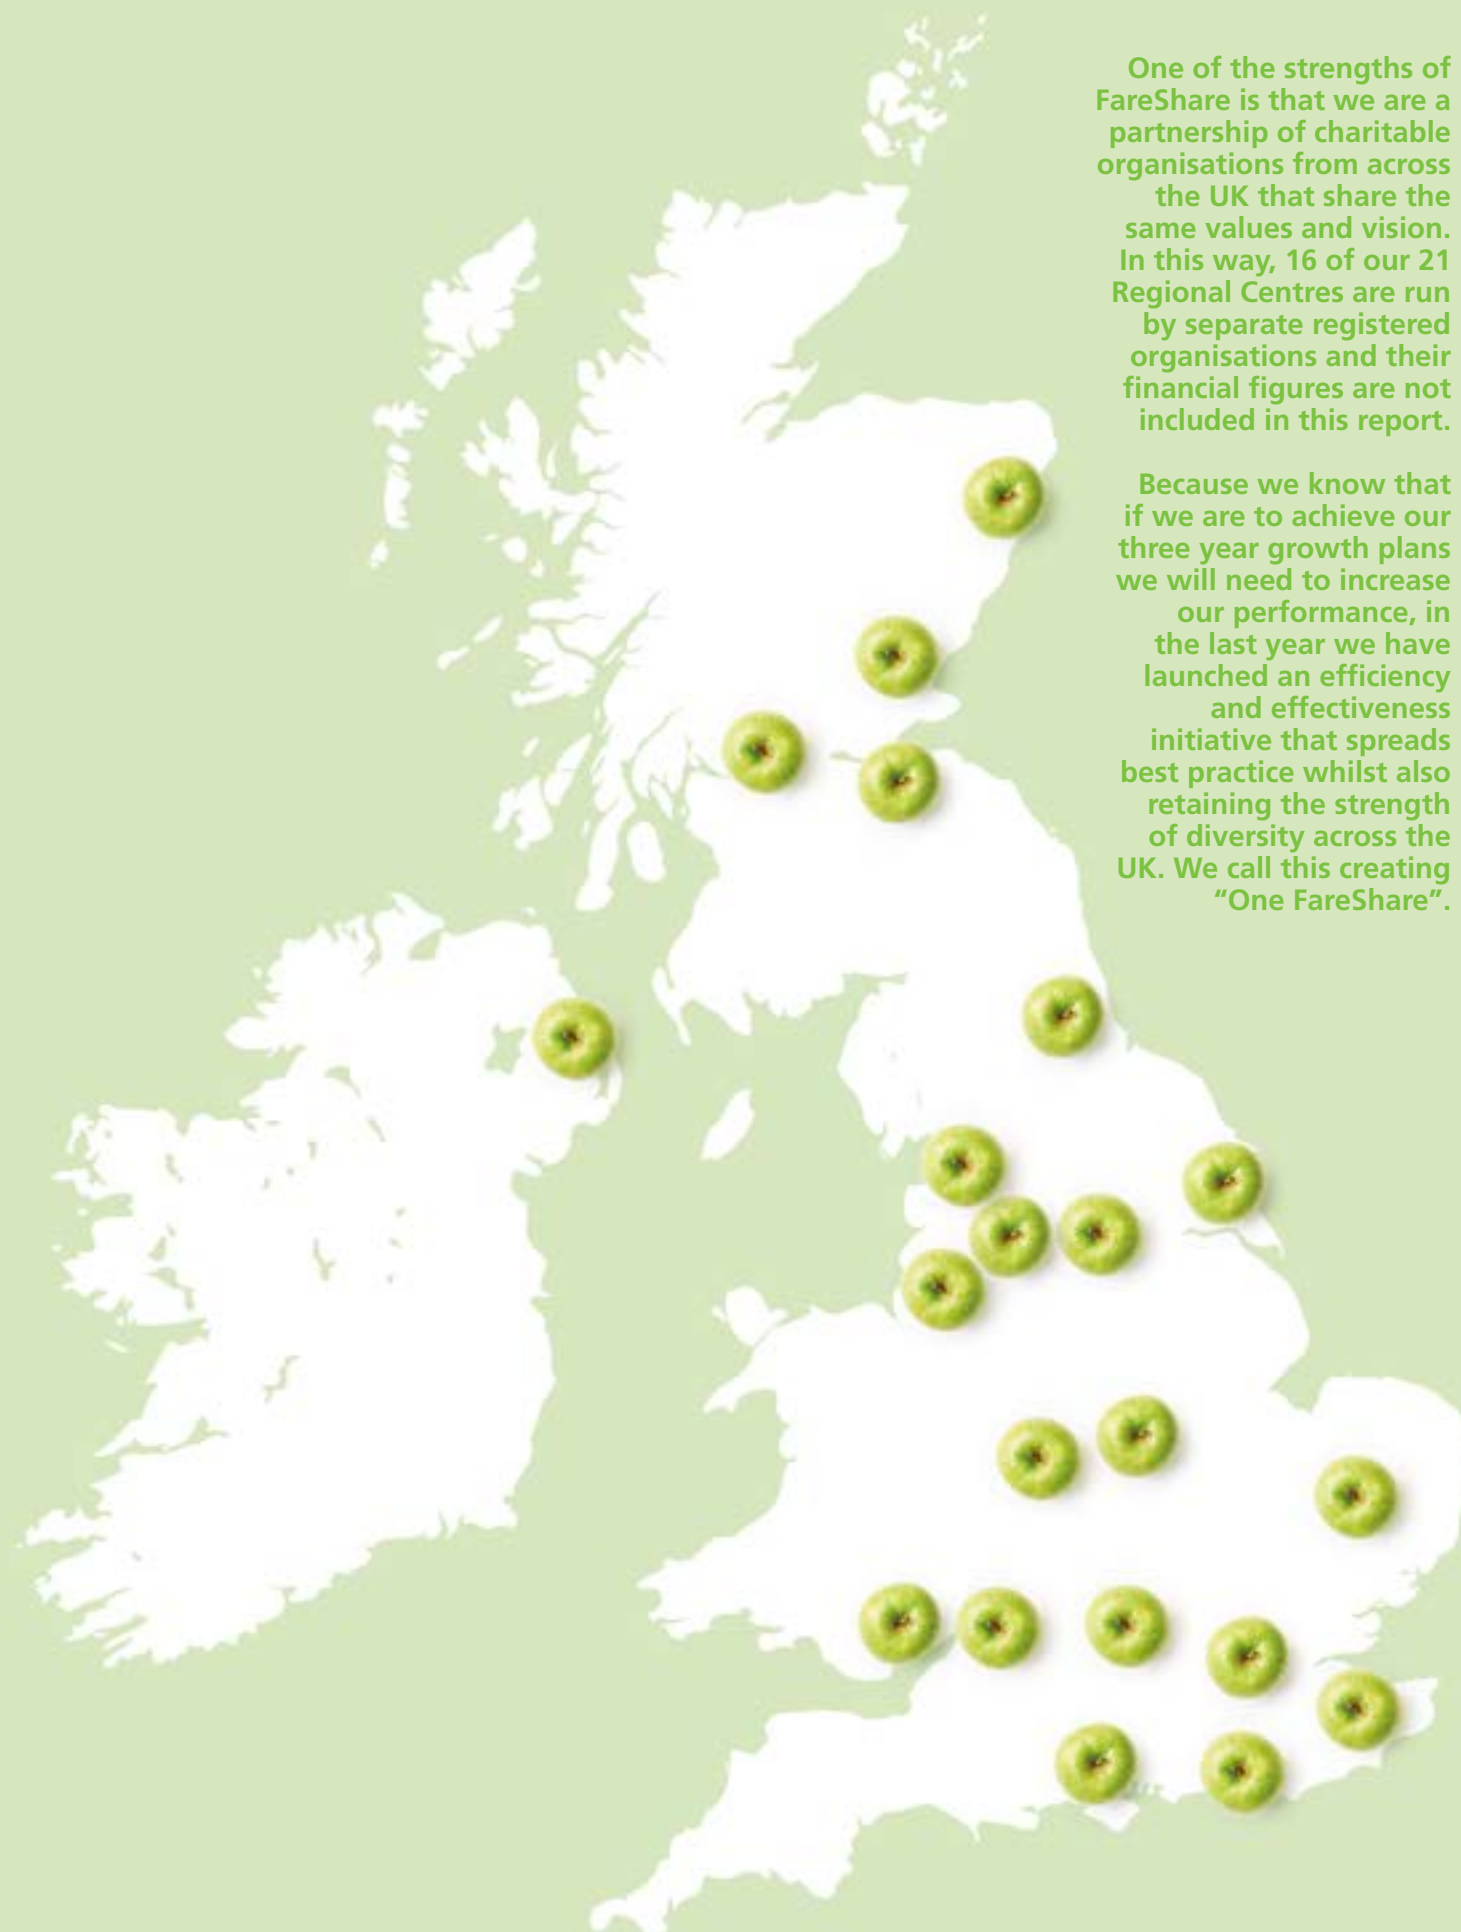 One of the strengths of
FareShare is that we are a
partnership of charitable
organisations from across
the UK that share the
same values and vision.
In this way, 16 of our 21
Regional Centres are run
by separate registered
organisations and their
financial figures are not
included in this report.
Because we know that
if we are to achieve our
three year growth plans
we will need to increase
our performance, in
the last year we have
launched an efficiency
and effectiveness
initiative that spreads
best practice whilst also
retaining the strength
of diversity across the
UK. We call this creating
“One FareShare”.